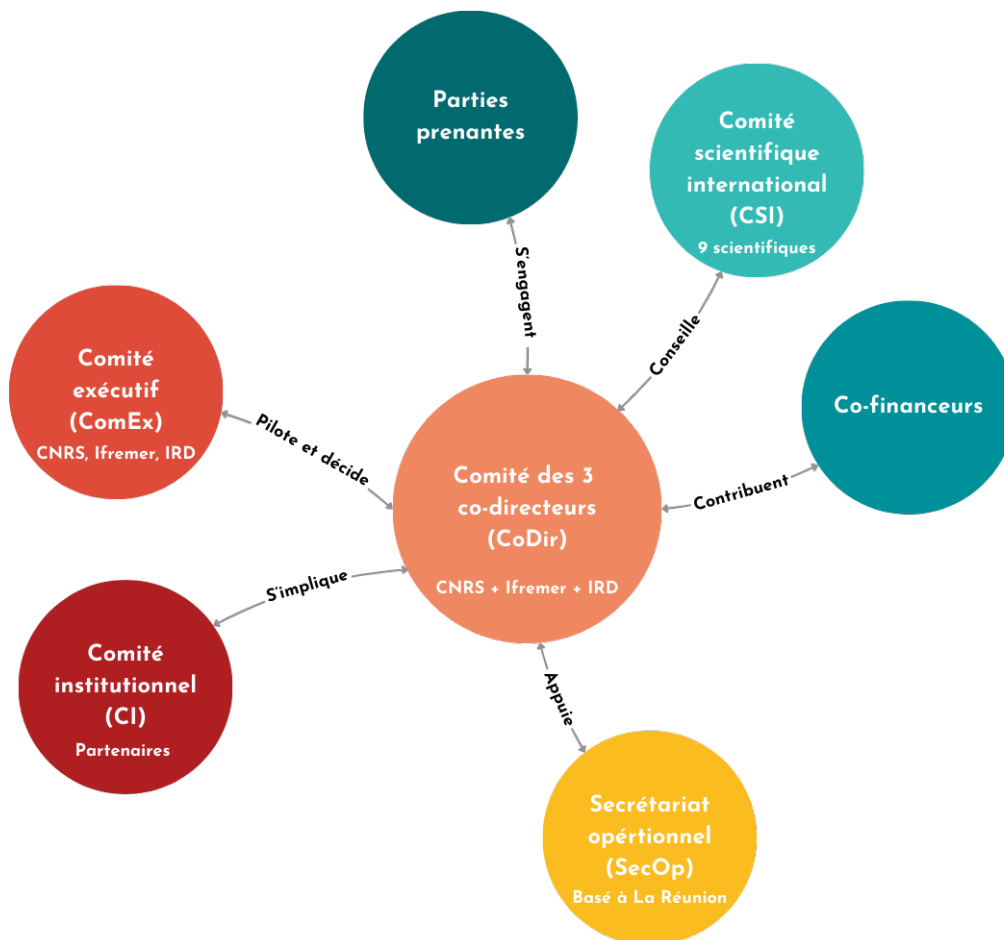 Parties
prenantes
Comité
scientifique
international
(CSI)
9 scientifiques
S'engagent
Conseille
Comité
exécutif
(ComEx)
CNRS, Ifremer, IRD
Pilote et décide
Co-financeurs
Comité des 3
co-directeurs
(CoDir)
CNRS + Ifremer + IRD
Contribuent
S'implique
Comité
institutionnel
(CI)
Partenaires
Appuie
Secrétariat
opértionnel
(SecOp)
Basé à La Réunion